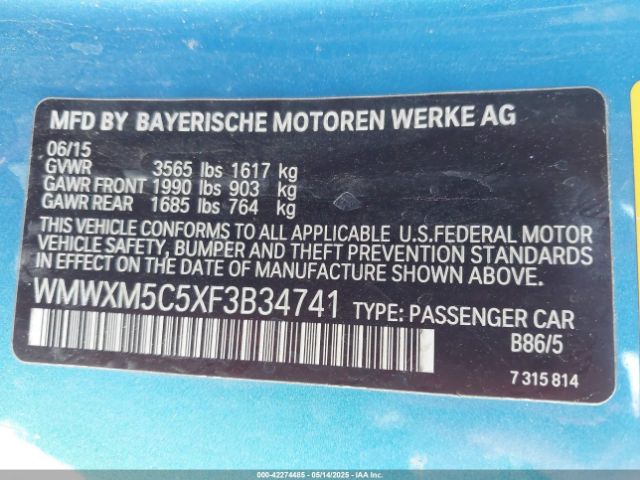 MFD BY BAYERISCHE MOTOREN WERKE AG
06/15
GVWR 3565 lbs 1617 kg
GAWR FRONT 1990 lbs 903 kg
GAWR REAR 1685 lbs 764 kg
THIS VEHICLE CONFORMS TO ALL APPLICABLE U.S.FEDERAL MOTOR
VEHICLE SAFETY, BUMPER AND THEFT PREVENTION STANDARDS
IN EFFECT ON THE DATE OF MANUFACTURE SHOWN ABOVE.
WMWXM5C5XF3B34741 TYPE: PASSENGER CAR
B86/5
7 315 814
000-42274485 - 05/14/2025 - IAAI.COM